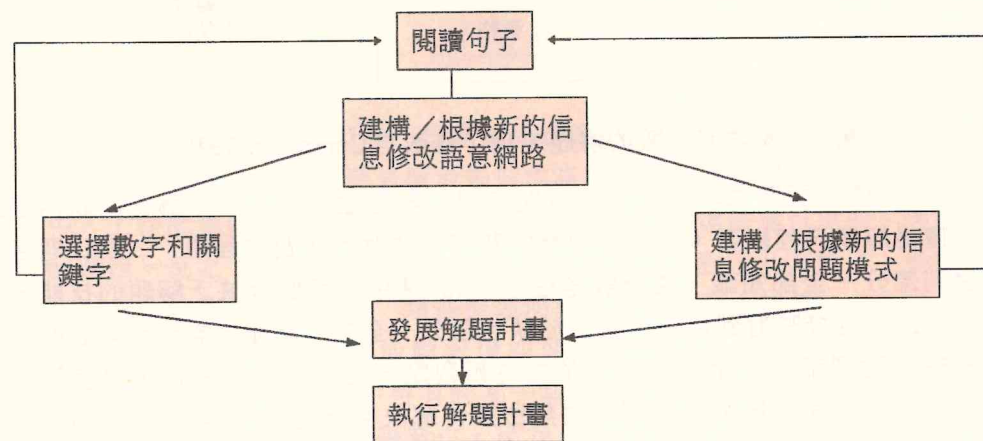 閱讀句子
建構／根據新的信
息修改語意網路
選擇數字和關
鍵字
建構／根據新的信
息修改問題模式
發展解題計畫
執行解題計畫